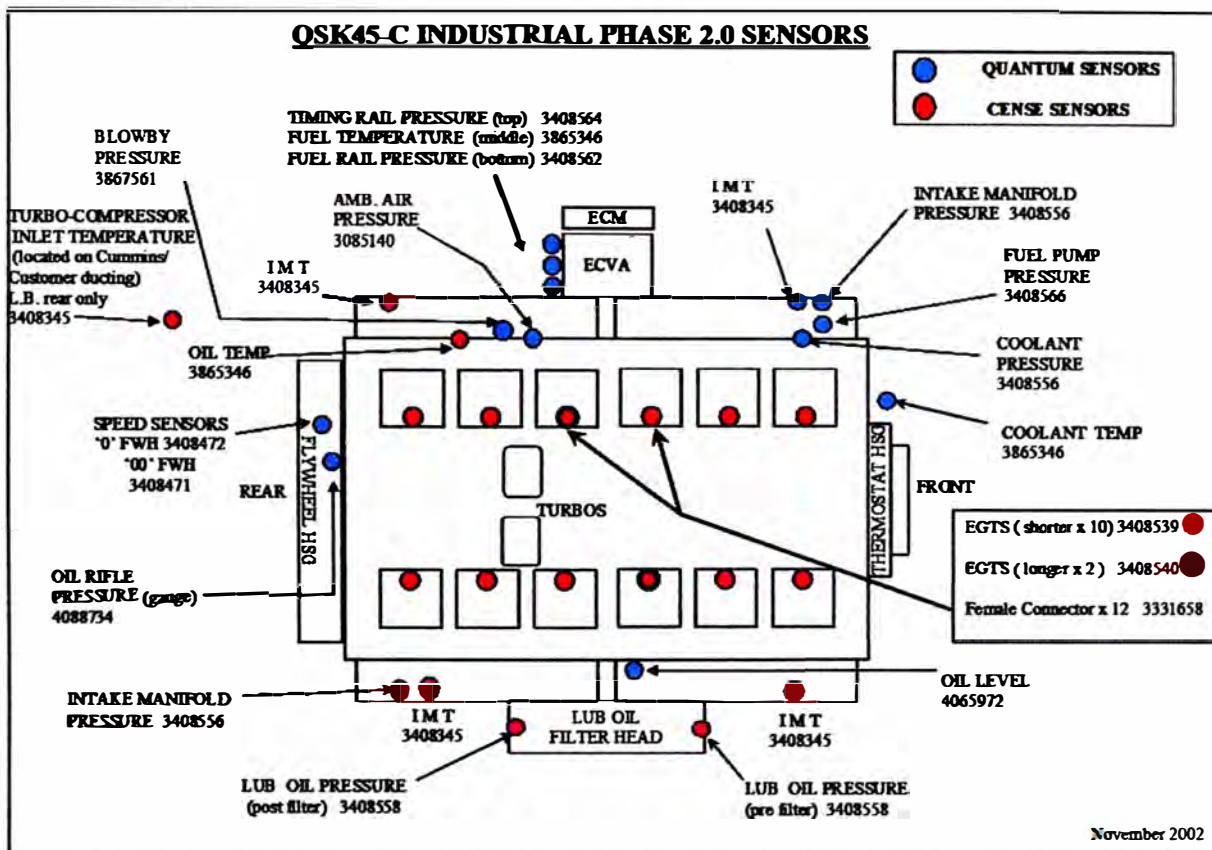 QSK45-C INDUSTRIAL PHASE 2.0 SENSORS
QUANTUM SENSORS
CENSE SENSORS
TIMING RAIL PRESSURE (top) 3408564
FUEL TEMPERATURE (middle) 3865346
FUEL RAIL PRESSURE (bottom) 3408562
BLOWBY
PRESSURE
3867561
TURBO-COMPRESSOR
INLET TEMPERATURE
(located on Cummins/
Customer ducting)
L.B. rear only
3408345
AMB. AIR
PRESSURE
3085140
I M T
3408345
ECM
ECVA
I M T
3408345
INTAKE MANIFOLD
PRESSURE 3408556
FUEL PUMP
PRESSURE
3408566
OIL TEMP
3865346
COOLANT
PRESSURE
3408556
COOLANT TEMP
3865346
SPEED SENSORS
"0" FWH 3408472
"00" FWH
3408471
REAR
FLYWHEEL HSG
TURBOS
THERMOSTAT HSG
FRONT
OIL RIFLE
PRESSURE (gauge)
4088734
EGTS ( shorter x 10) 3408539
EGTS ( longer x 2 ) 3408540
Female Connector x 12 3331658
INTAKE MANIFOLD
PRESSURE 3408556
I M T
3408345
LUB OIL
FILTER HEAD
I M T
3408345
OIL LEVEL
4065972
LUB OIL PRESSURE
(post filter) 3408558
LUB OIL PRESSURE
(pre filter) 3408558
November 2002